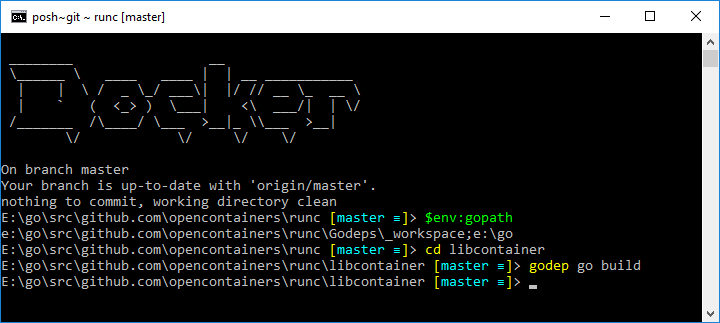 posh~git ~ runc [master]
Docker
On branch master
Your branch is up-to-date with 'origin/master'.
nothing to commit, working directory clean
E:\go\src\github.com\opencontainers\runc [master ≡]> $env:gopath
e:\go\src\github.com\opencontainers\runc\Godeps\_workspace;e:\go
E:\go\src\github.com\opencontainers\runc [master ≡]> cd libcontainer
E:\go\src\github.com\opencontainers\runc\libcontainer [master ≡]> godep go build
E:\go\src\github.com\opencontainers\runc\libcontainer [master ≡]>